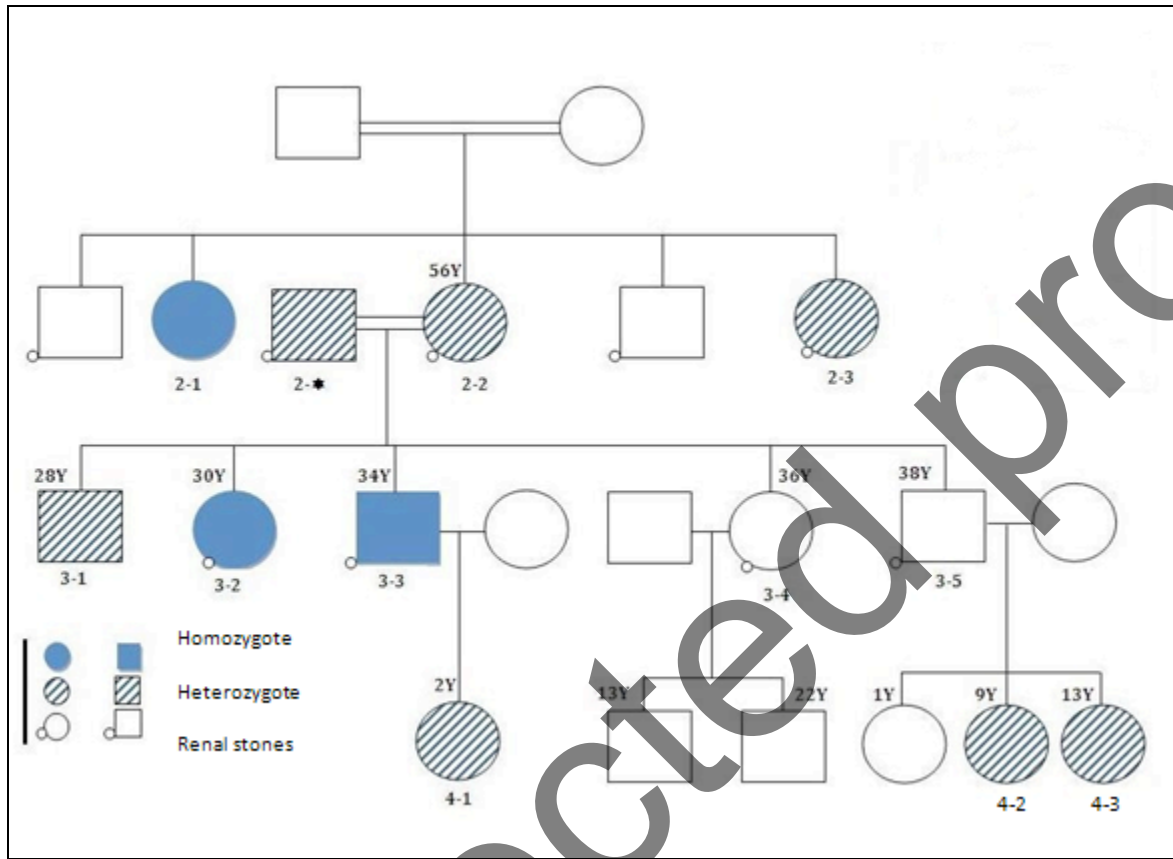 56Y
2-1
2-✱
2-2
2-3
28Y
30Y
34Y
36Y
38Y
3-1
3-2
3-3
3-4
3-5
Homozygote
Heterozygote
Renal stones
2Y
13Y
22Y
1Y
9Y
13Y
4-1
4-2
4-3
cted pro